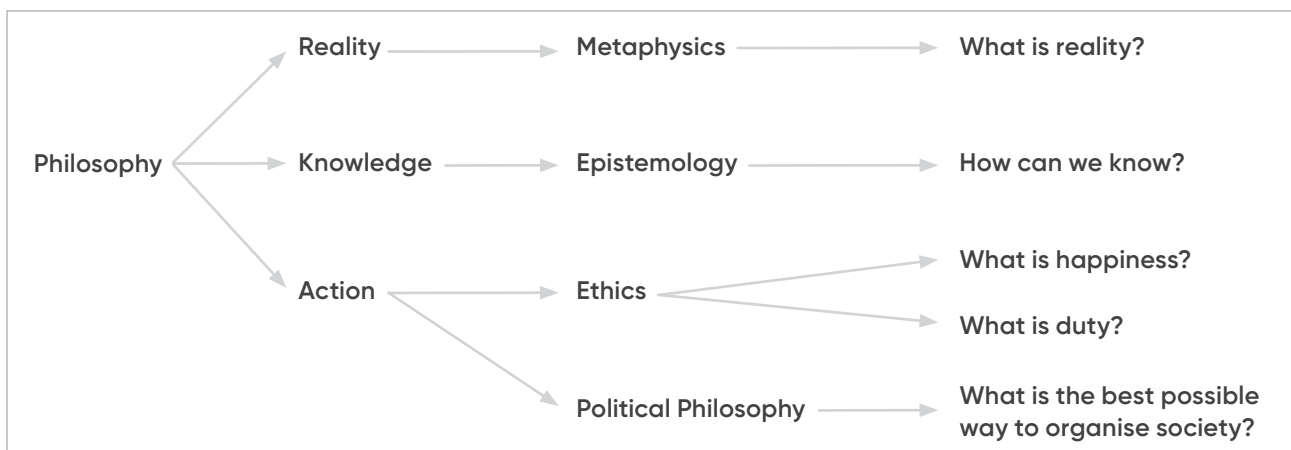 Reality
Metaphysics
What is reality?
Philosophy
Knowledge
Epistemology
How can we know?
Action
Ethics
What is happiness?
What is duty?
Political Philosophy
What is the best possible
way to organise society?